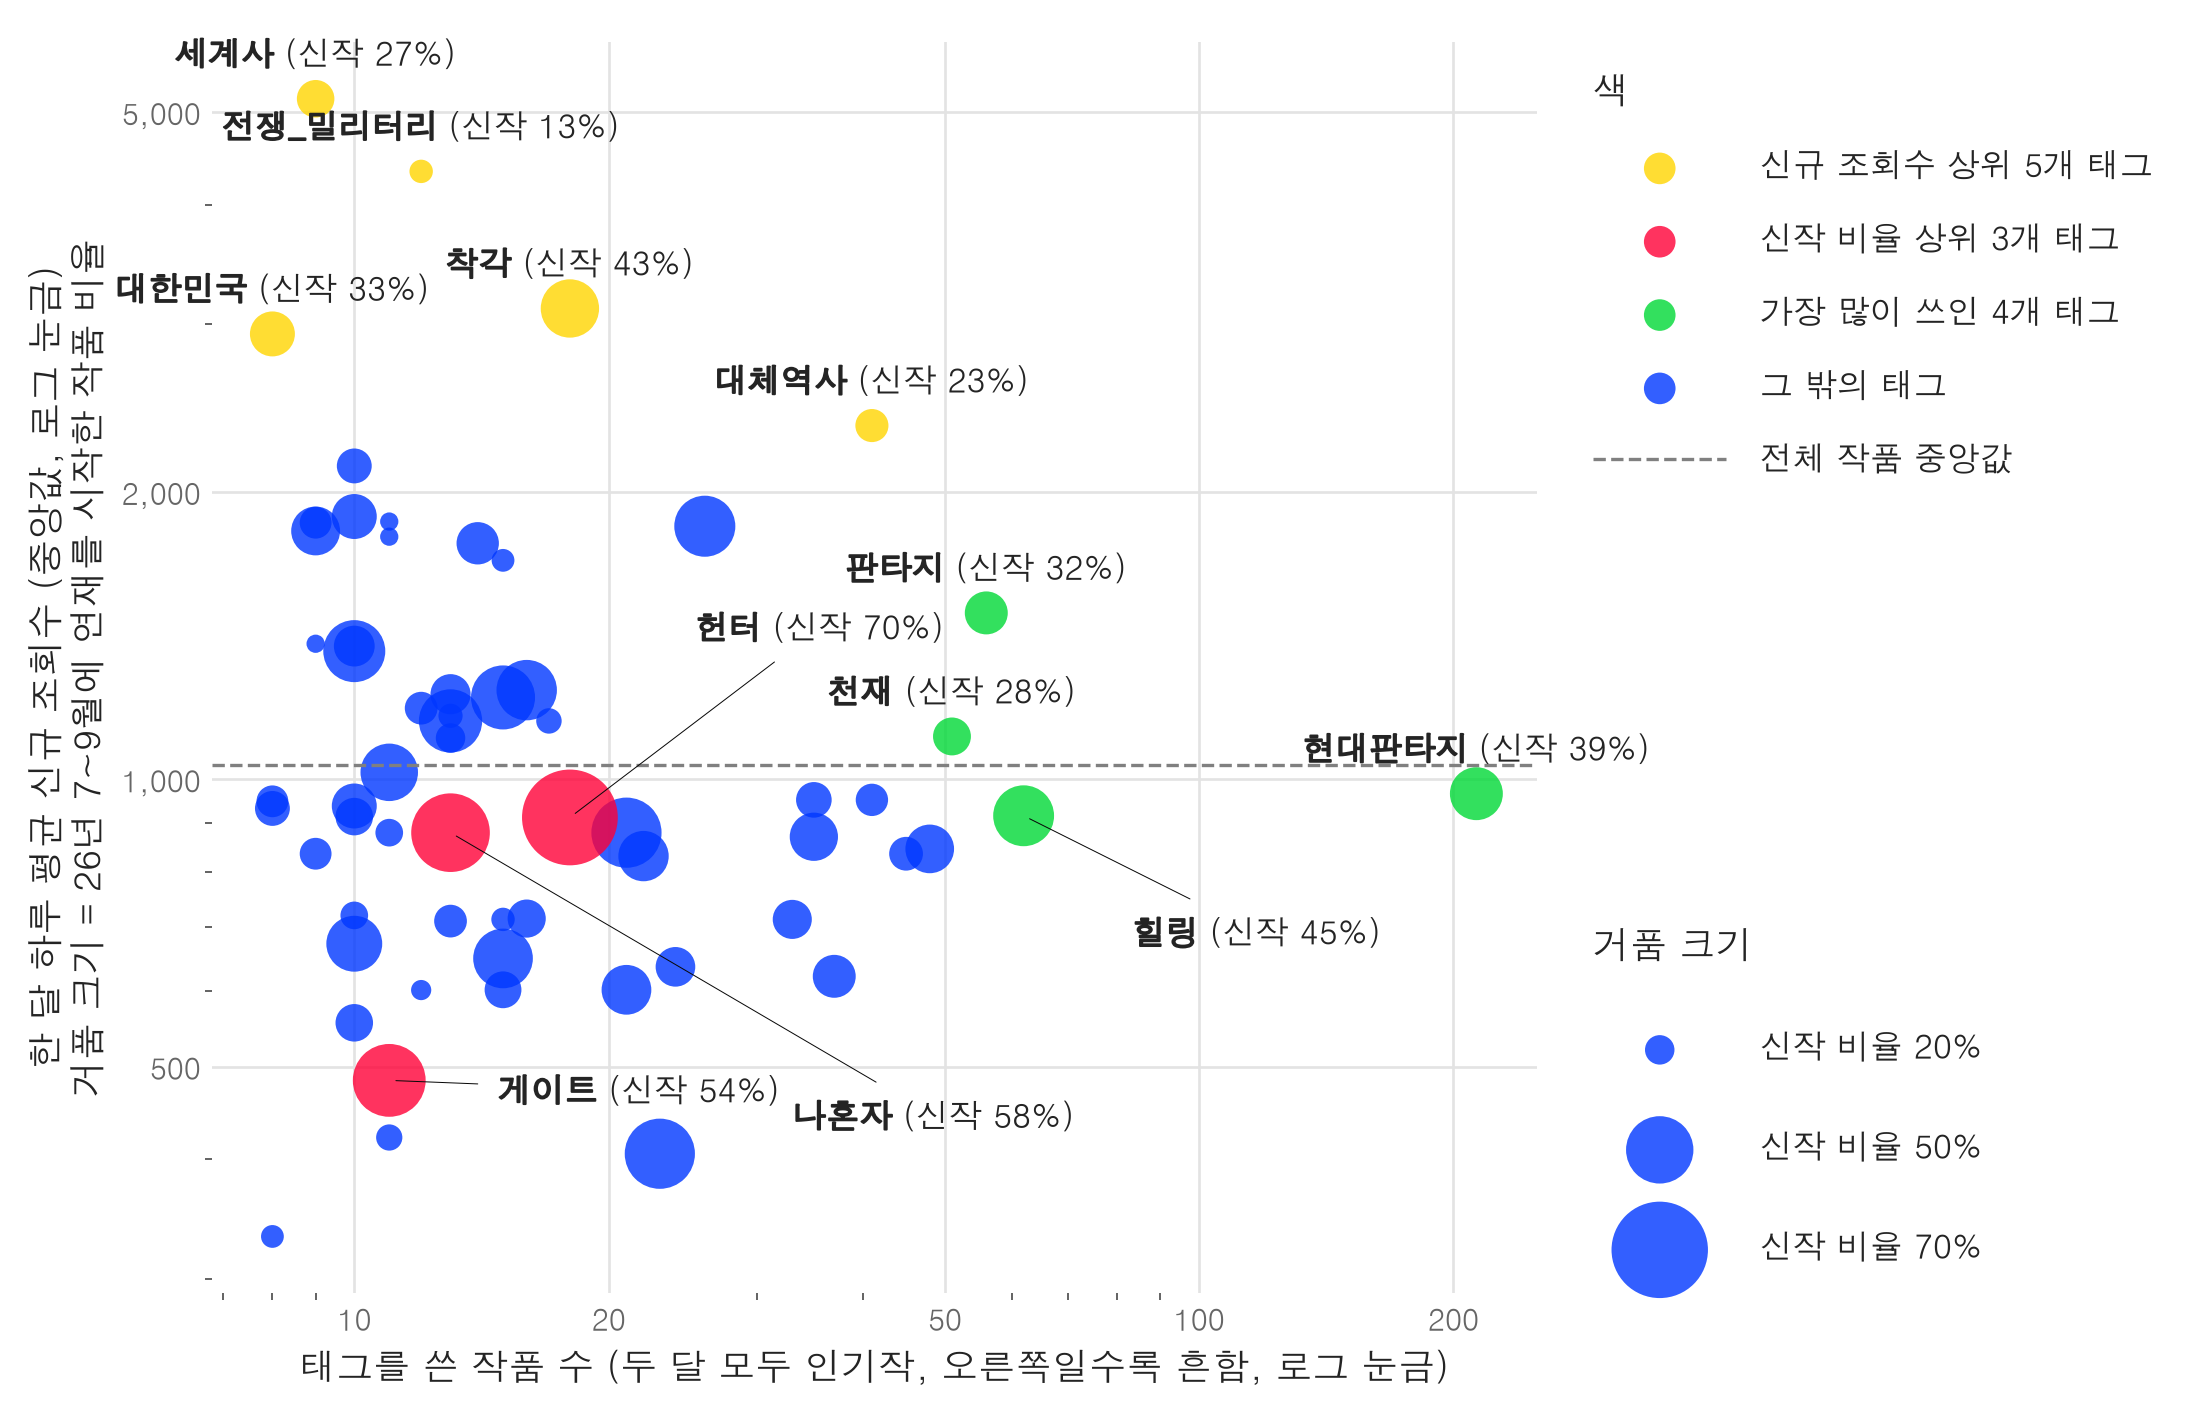 세계사 (신작 27%)
5,000
전쟁_밀리터리 (신작 13%)
착각 (신작 43%)
대한민국 (신작 33%)
대체역사 (신작 23%)
2,000
판타지 (신작 32%)
헌터 (신작 70%)
천재 (신작 28%)
현대판타지 (신작 39%)
1,000
힐링 (신작 45%)
500
게이트 (신작 54%)
나혼자 (신작 58%)
10
20
50
100
200
태그를 쓴 작품 수 (두 달 모두 인기작, 오른쪽일수록 흔함, 로그 눈금)
한 달 하루 평균 신규 조회수 (중앙값, 로그 눈금)
거품 크기 = 26년 7~9월에 연재를 시작한 작품 비율
색
신규 조회수 상위 5개 태그
신작 비율 상위 3개 태그
가장 많이 쓰인 4개 태그
그 밖의 태그
전체 작품 중앙값
거품 크기
신작 비율 20%
신작 비율 50%
신작 비율 70%